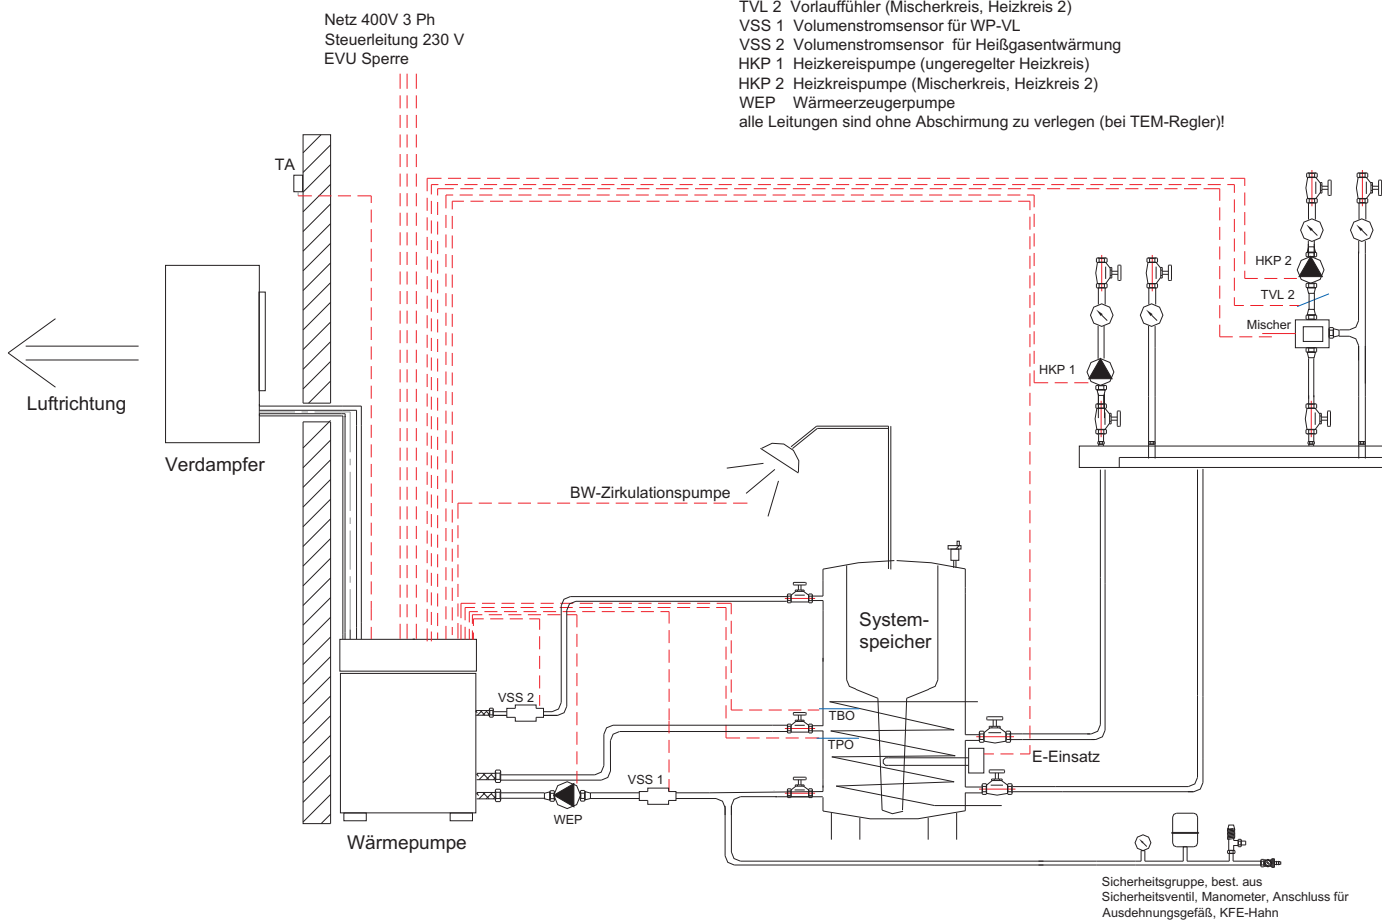 TVL 2 Vorlauffühler (Mischerkreis, Heizkreis 2)
VSS 1 Volumenstromsensor für WP-VL
VSS 2 Volumenstromsensor für Heißgasentwärmung
HKP 1 Heizkereispumpe (ungeregelter Heizkreis)
HKP 2 Heizkreispumpe (Mischerkreis, Heizkreis 2)
WEP Wärmeerzeugerpumpe
alle Leitungen sind ohne Abschirmung zu verlegen (bei TEM-Regler)!
Netz 400V 3 Ph
Steuerleitung 230 V
EVU Sperre
TA
HKP 2
TVL 2
Mischer
HKP 1
Luftrichtung
Verdampfer
BW-Zirkulationspumpe
System-
speicher
VSS 2
TBO
TPO
E-Einsatz
VSS 1
WEP
Wärmepumpe
Sicherheitsgruppe, best. aus
Sicherheitsventil, Manometer, Anschluss für
Ausdehnungsgefäß, KFE-Hahn